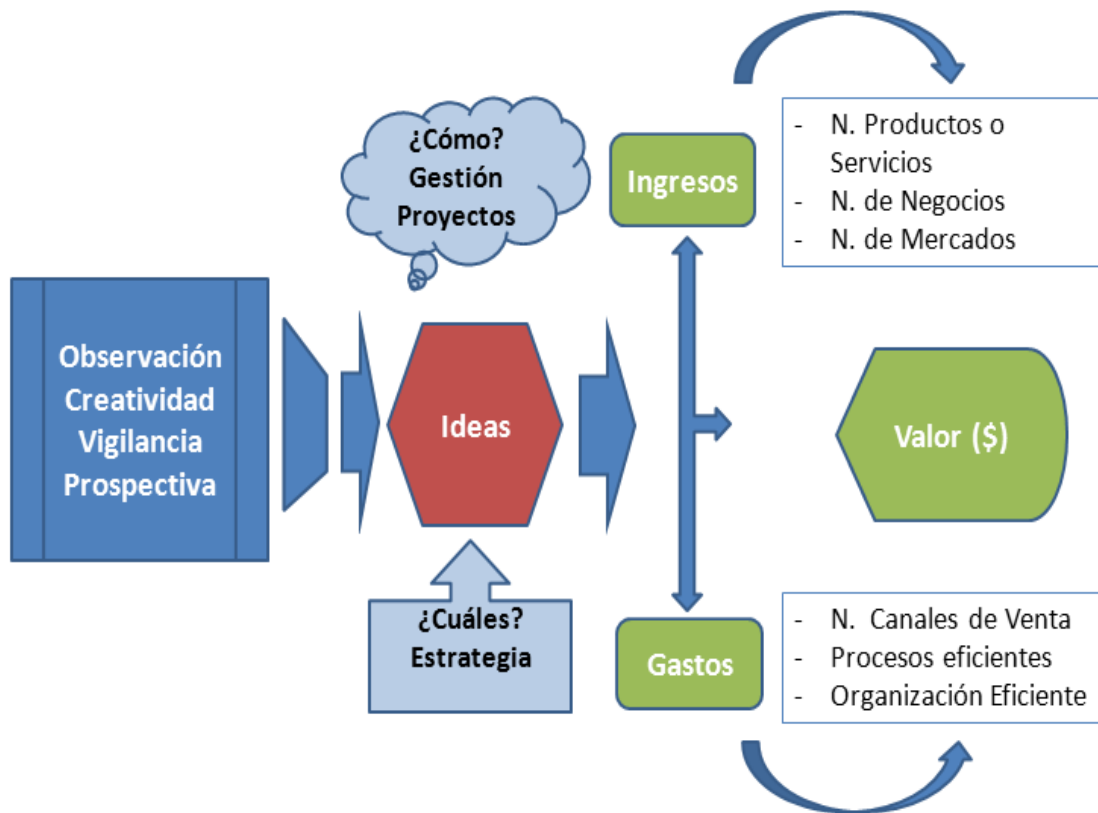 ¿Cómo?
Gestión
Proyectos
Ingresos
- N. Productos o
Servicios
- N. de Negocios
- N. de Mercados
Observación
Creatividad
Vigilancia
Prospectiva
Ideas
Valor ($)
¿Cuáles?
Estrategia
Gastos
- N. Canales de Venta
- Procesos eficientes
- Organización Eficiente